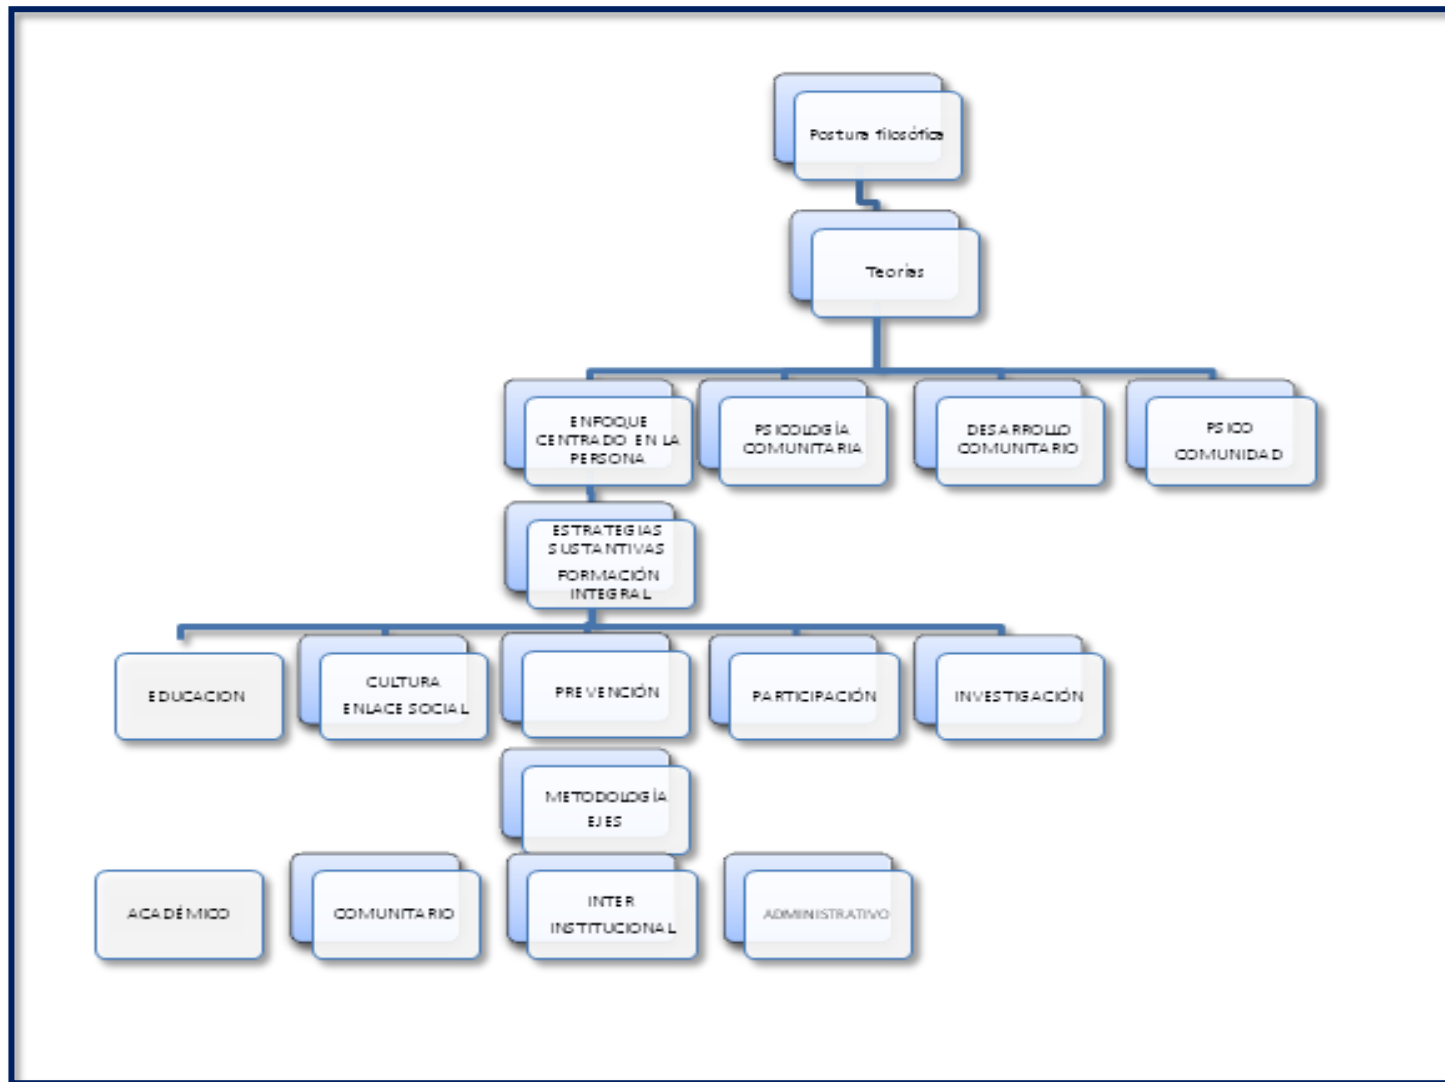 Postura filosófica
Teorías
ENFOQUE
CENTRADO EN LA
PERSONA
PSICOLOGÍA
COMUNITARIA
DESARROLLO
COMUNITARIO
PSICO
COMUNIDAD
ESTRATEGIAS
SUSTANTIVAS
FORMACIÓN
INTEGRAL
EDUCACION
CULTURA
ENLACE SOCIAL
PREVENCIÓN
PARTICIPACIÓN
INVESTIGACIÓN
METODOLOGÍA
EJES
ACADÉMICO
COMUNITARIO
INTER
INSTITUCIONAL
ADMINISTRATIVO